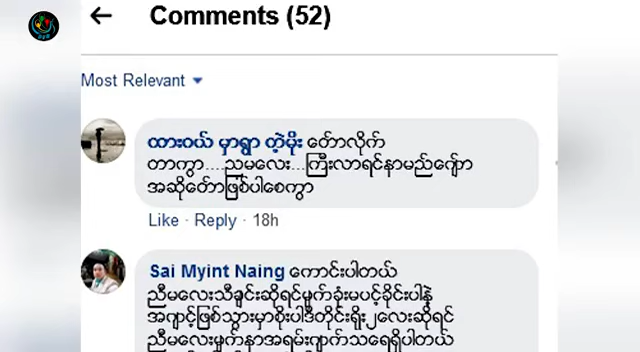 Comments (52)
Most Relevant
ထားဝယ် မှာရွာ တဲ့မိုး တော်လိုက်
တာကွာ....သမလေး...ကြီးလာရင်နာမည်ကျော်
အဆိုတော်ဖြစ်ပါစေကွာ
Like · Reply · 18h
Sai Myint Naing ကောင်းပါတယ်
ညီမလေးသီချင်းဆိုရင်မှုက်ခုံးမပင့်ခိုင်းပါနဲ့
အကျင့်ဖြစ်သွားမှာစိုးပါဒီတိုင်းရိုး၂လေးဆိုရင်
ညီမလေးမှုက်နာအရမ်းကျက်သရေရှိပါတယ်